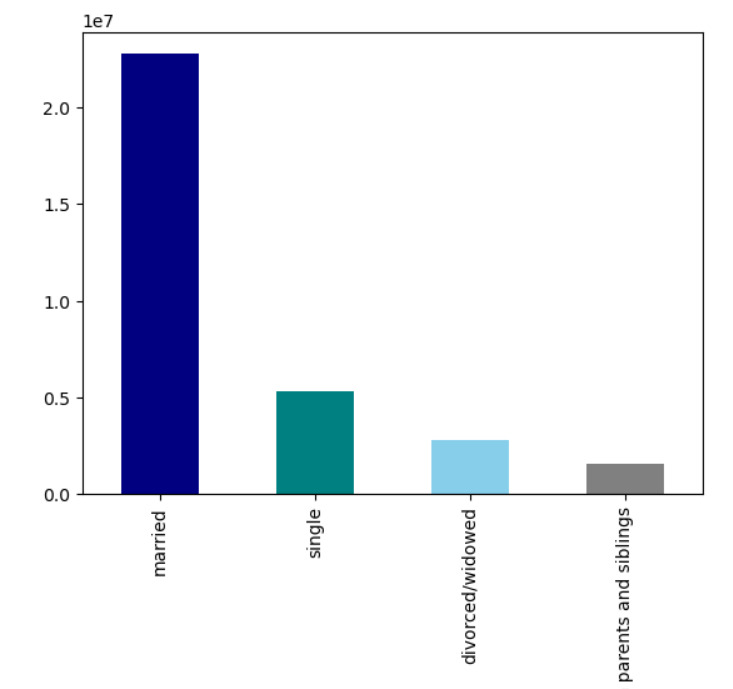 1e7
2.0
1.5
1.0
0.5
0.0
married
single
divorced/widowed
parents and siblings